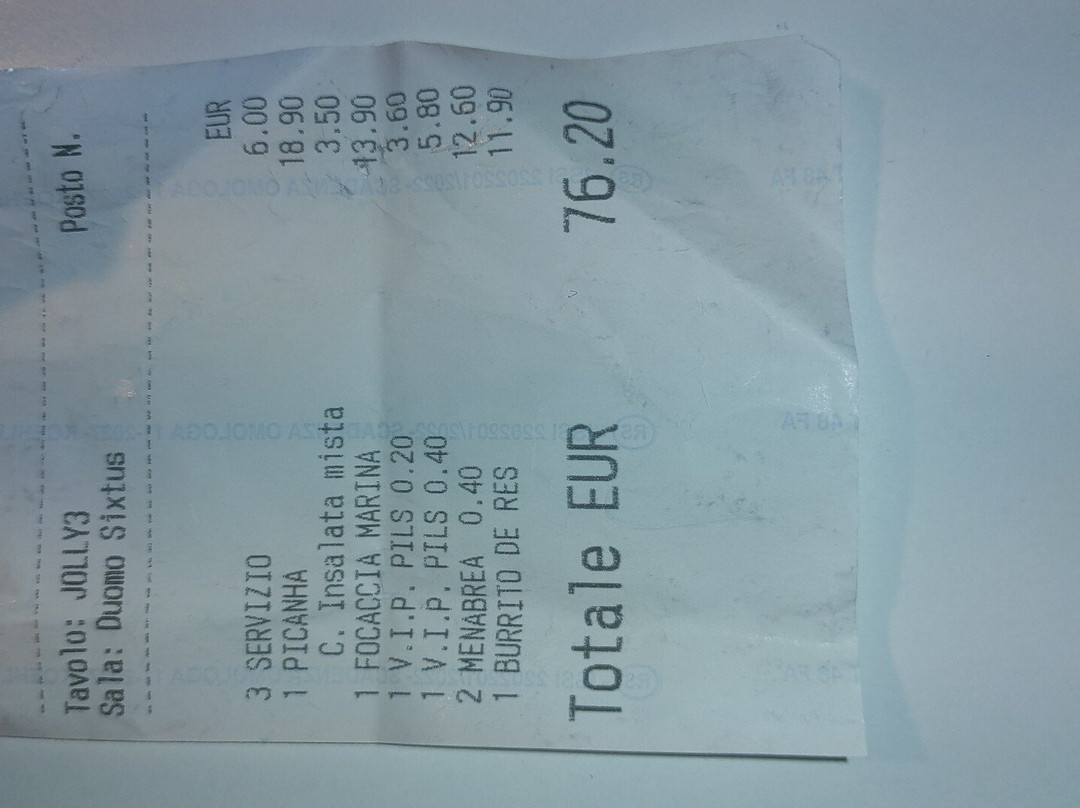 Tavolo: JOLLY3 Posto N.
Sala: Duomo Sixtus
EUR
3 SERVIZIO 6.00
1 PICANHA 18.90
C. Insalata mista 3.50
1 FOCACCIA MARINA 13.90
1 V.I.P. PILS 0.20 3.60
1 V.I.P. PILS 0.40 5.80
2 MENABREA 0.40 12.60
1 BURRITO DE RES 11.90
Totale EUR 76.20